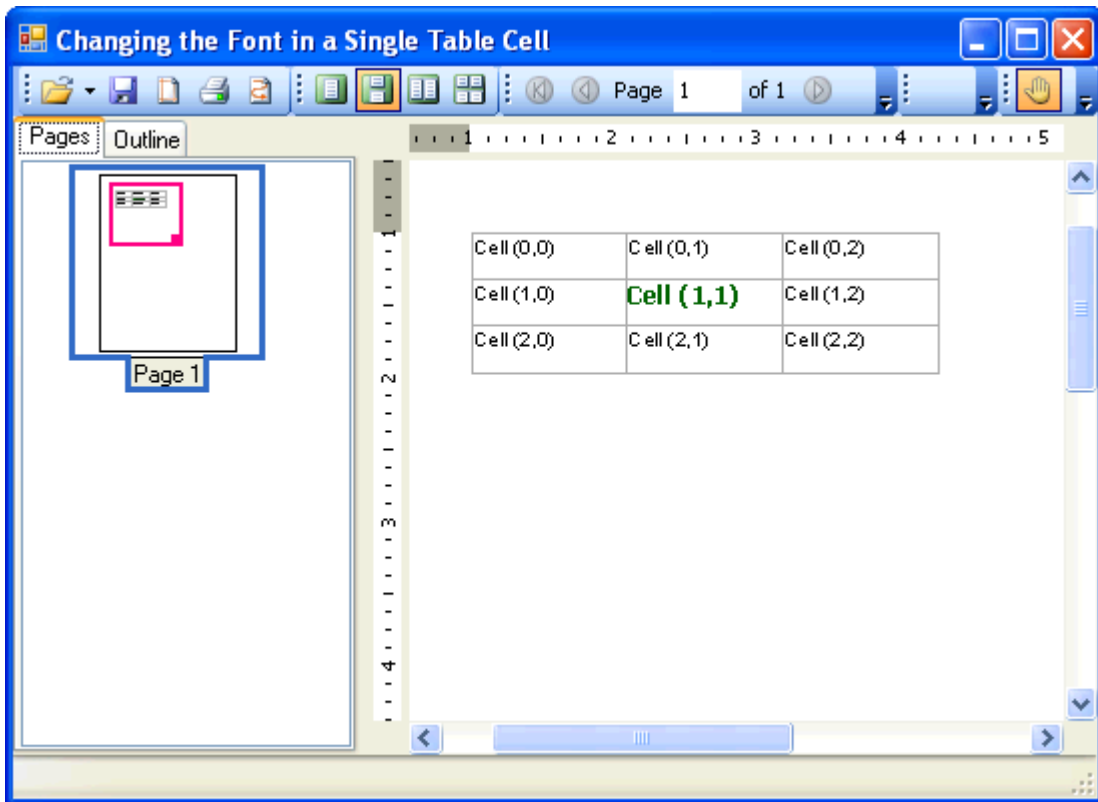 Changing the Font in a Single Table Cell
Page 1 of 1
Pages Outline
1 2 3 4 5
Page 1
1
2
3
4
Cell (0,0) Cell (0,1) Cell (0,2)
Cell (1,0) Cell (1,1) Cell (1,2)
Cell (2,0) Cell (2,1) Cell (2,2)